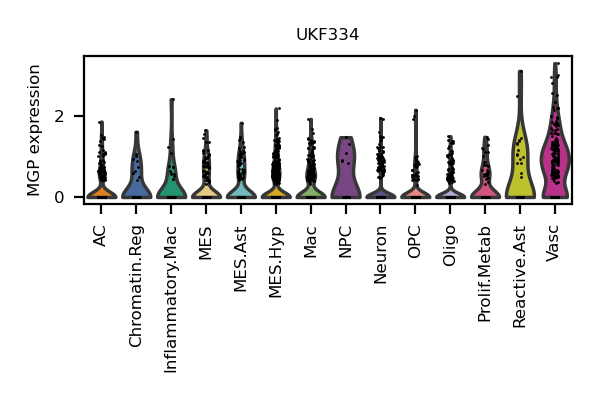 UKF334
MGP expression
2
0
AC
Chromatin.Reg
Inflammatory.Mac
MES
MES.Ast
MES.Hyp
Mac
NPC
Neuron
OPC
Oligo
Prolif.Metab
Reactive.Ast
Vasc